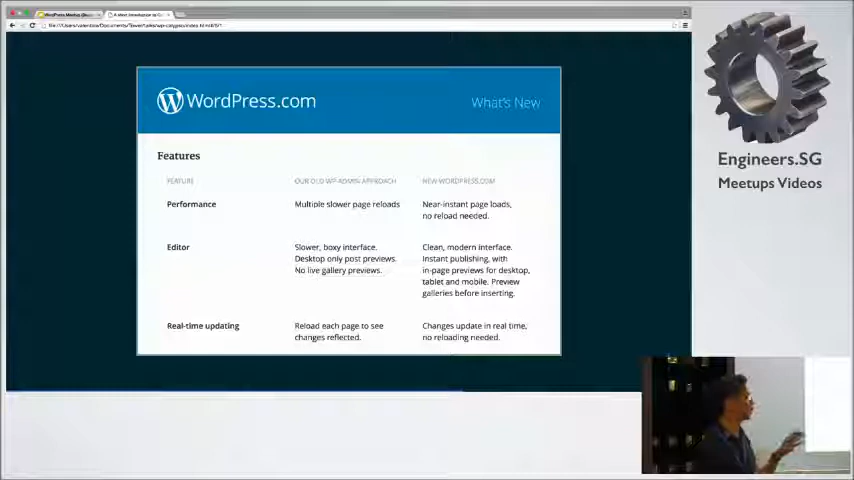 WordPress.com
What's New
Features
FEATURE
OUR OLD WP-ADMIN APPROACH
NEW WORDPRESS.COM
Performance
Multiple slower page reloads
Near-instant page loads,
no reload needed.
Editor
Slower, boxy interface.
Desktop only post previews.
No live gallery previews.
Clean, modern interface.
Instant publishing, with
in-page previews for desktop,
tablet and mobile. Preview
galleries before inserting.
Real-time updating
Reload each page to see
changes reflected.
Changes update in real time,
no reloading needed.
Engineers.SG
Meetups Videos